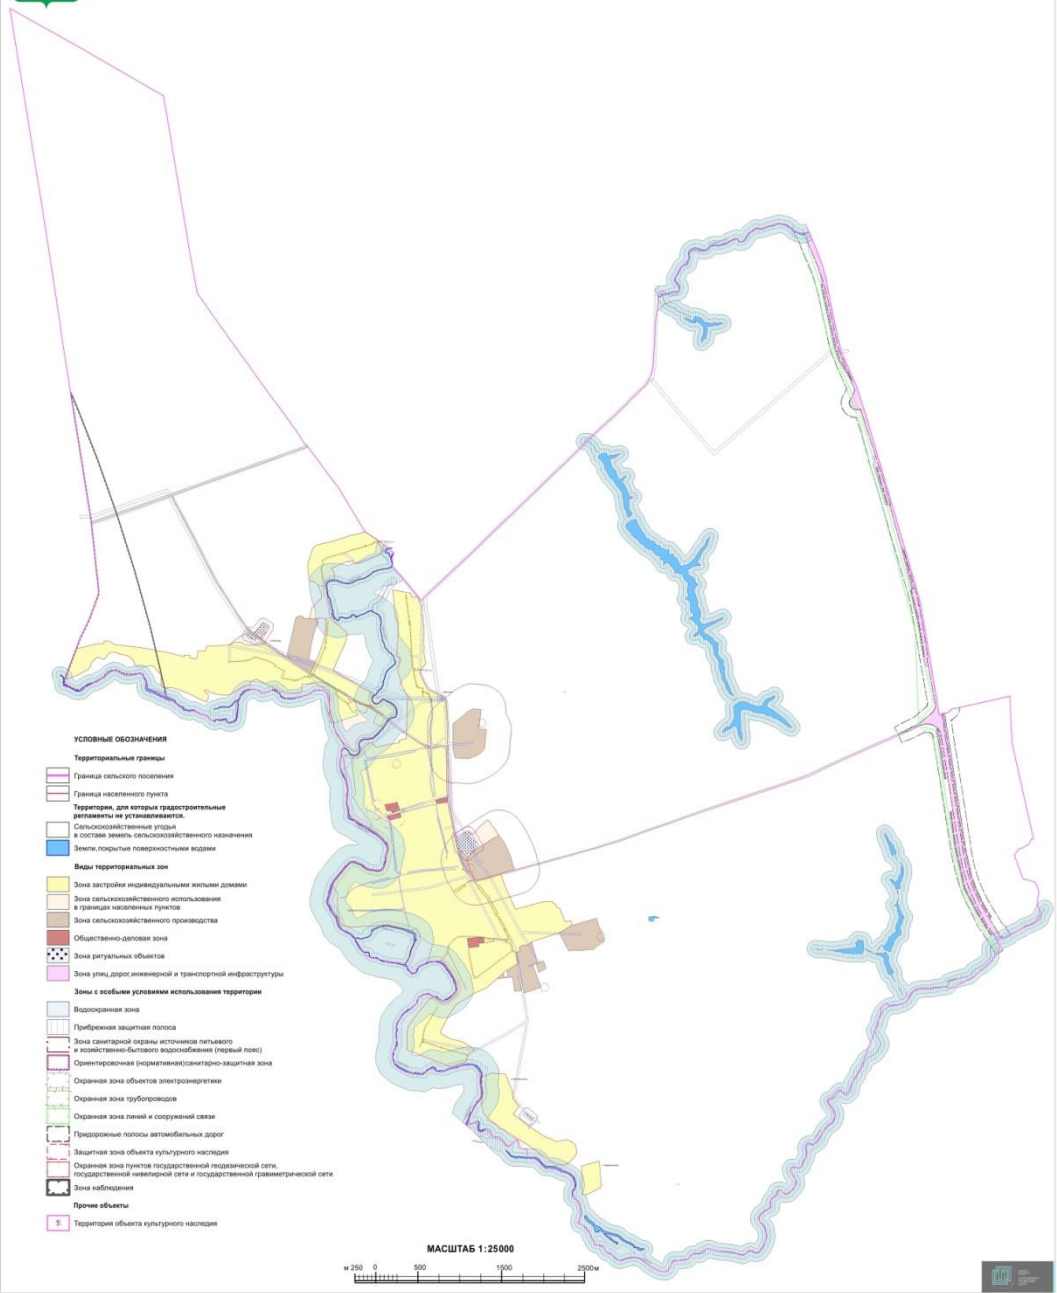 УСЛОВНЫЕ ОБОЗНАЧЕНИЯ
Территориальные границы
Граница сельского поселения
Граница населенного пункта
Территории, для которых градостроительные
регламенты не устанавливаются.
Сельскохозяйственные угодья
в составе земель сельскохозяйственного назначения
Земли, покрытые поверхностными водами
Виды территориальных зон
Зона застройки индивидуальными жилыми домами
Зона сельскохозяйственного использования
в границах населенных пунктов
Зона сельскохозяйственного производства
Общественно-деловая зона
Зона ритуальных объектов
Зона улиц,дорог,инженерной и транспортной инфраструктуры
Зоны с особыми условиями использования территории
Водоохранная зона
Прибрежная защитная полоса
Зона санитарной охраны источников питьевого
и хозяйственно-бытового водоснабжения (первый пояс)
Ориентировочная (нормативная)санитарно-защитная зона
Охранная зона объектов электроэнергетики
Охранная зона трубопроводов
Охранная зона линий и сооружений связи
Придорожные полосы автомобильных дорог
Защитная зона объекта культурного наследия
Охранная зона пунктов государственной геодезической сети,
государственной нивелирной сети и государственной гравиметрической сети
Зона наблюдения
Прочие объекты
Территория объекта культурного наследия
МАСШТАБ 1:25000
м 250 0 500 1500 2500м